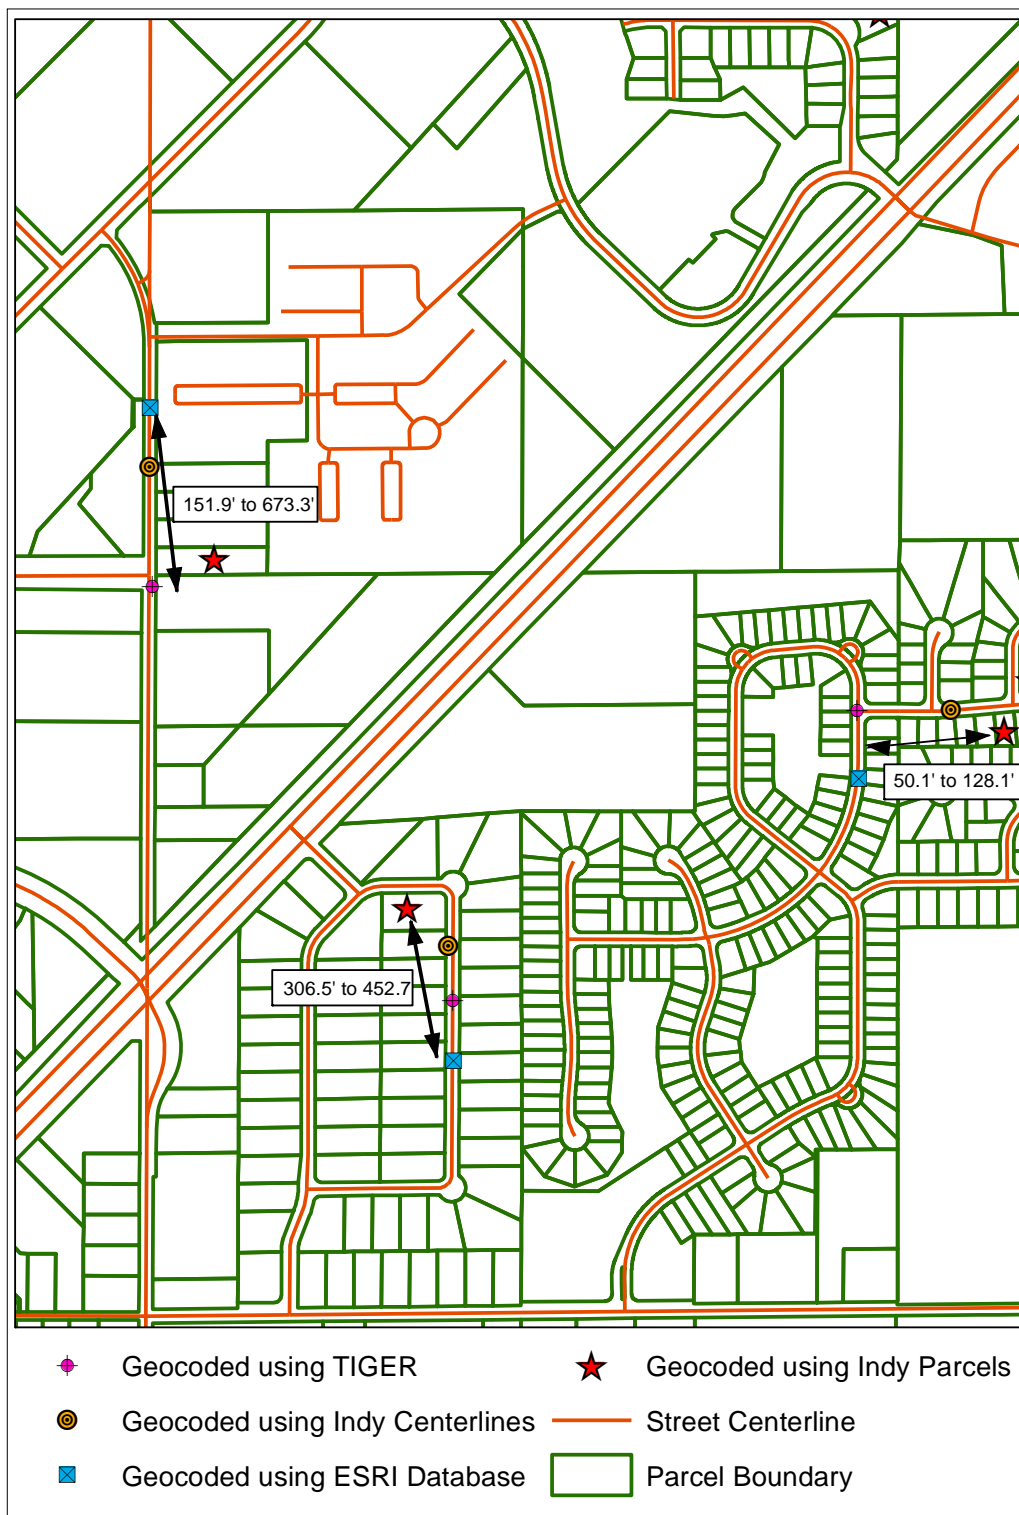 151.9' to 673.3'
50.1' to 128.1'
306.5' to 452.7
Geocoded using TIGER
Geocoded using Indy Parcels
Geocoded using Indy Centerlines
Street Centerline
Geocoded using ESRI Database
Parcel Boundary